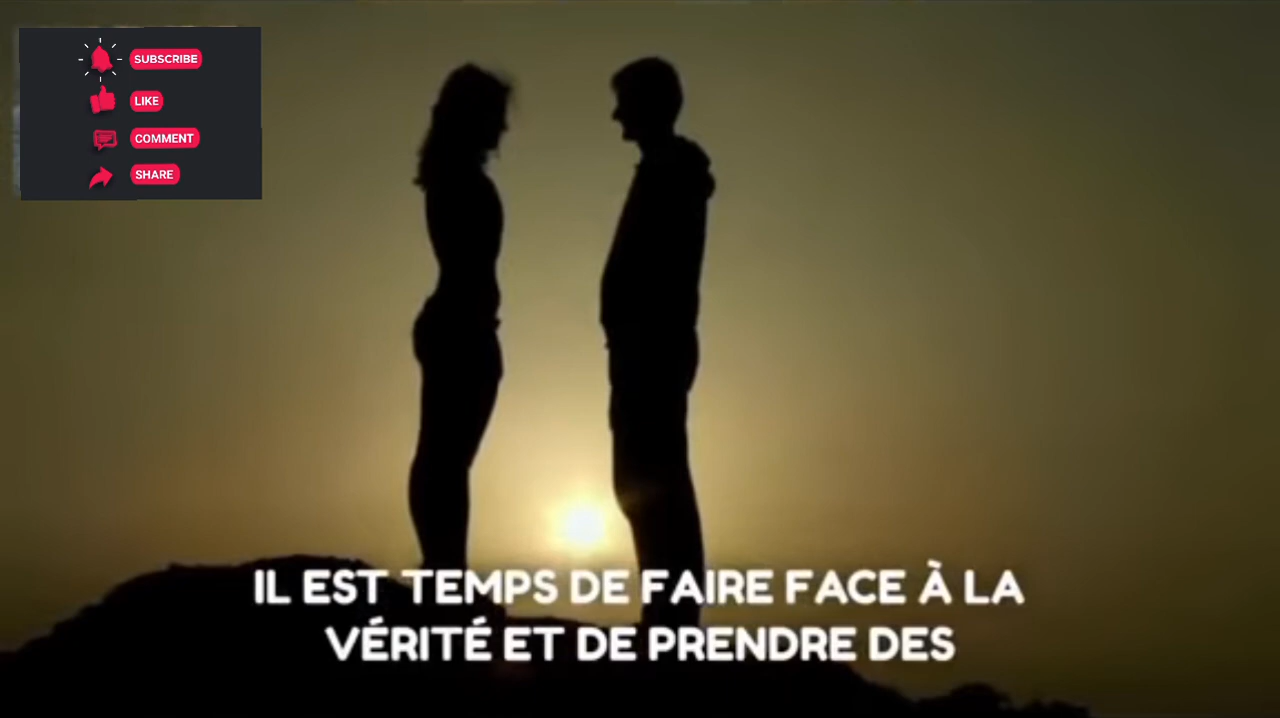 SUBSCRIBE
LIKE
COMMENT
SHARE
IL EST TEMPS DE FAIRE FACE À LA
VÉRITÉ ET DE PRENDRE DES